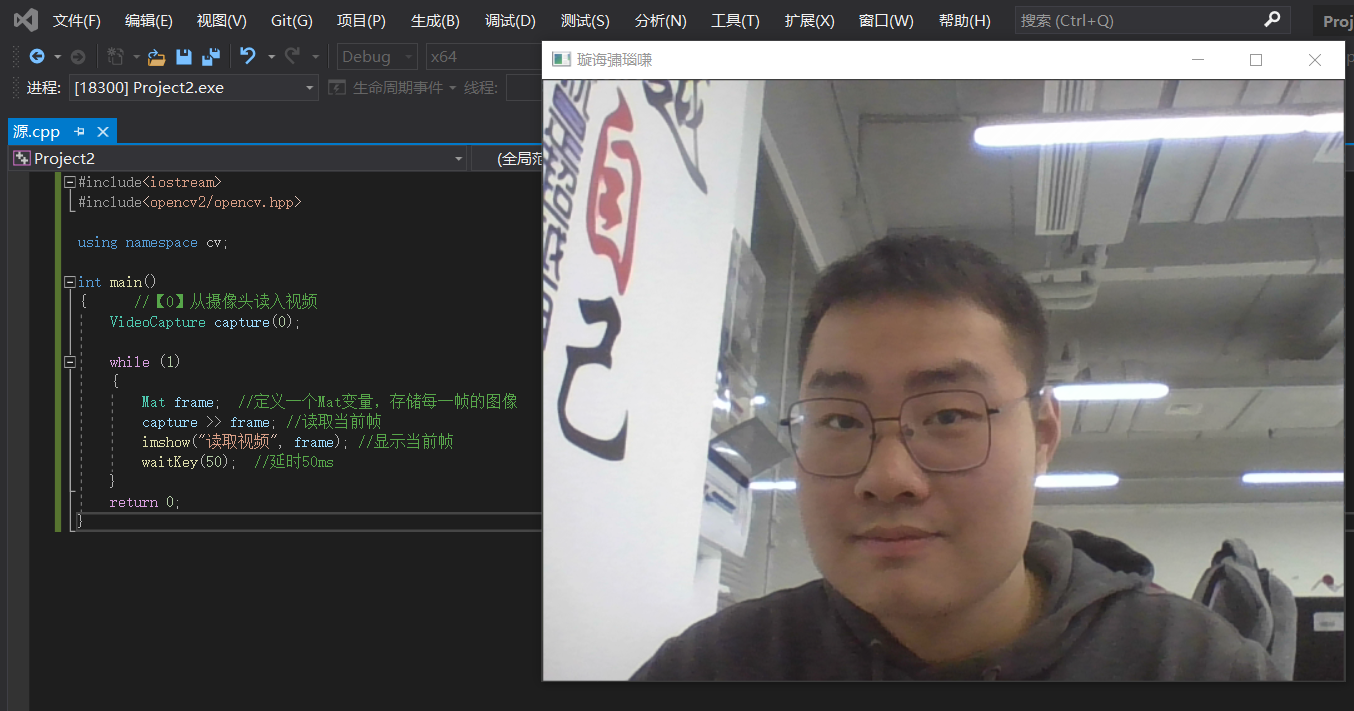 文件(F) 编辑(E) 视图(V) Git(G) 项目(P) 生成(B) 调试(D) 测试(S) 分析(N) 工具(T) 扩展(X) 窗口(W) 帮助(H) 搜索 (Ctrl+Q) Proj
Debug x64
进程: [18300] Project2.exe 生命周期事件 线程:
源.cpp
Project2 (全局范
#include<iostream>
#include<opencv2/opencv.hpp>
using namespace cv;
int main()
{ //【0】从摄像头读入视频
VideoCapture capture(0);
while (1)
{
Mat frame; //定义一个Mat变量，存储每一帧的图像
capture >> frame; //读取当前帧
imshow("读取视频", frame); //显示当前帧
waitKey(50); //延时50ms
}
return 0;
}
己